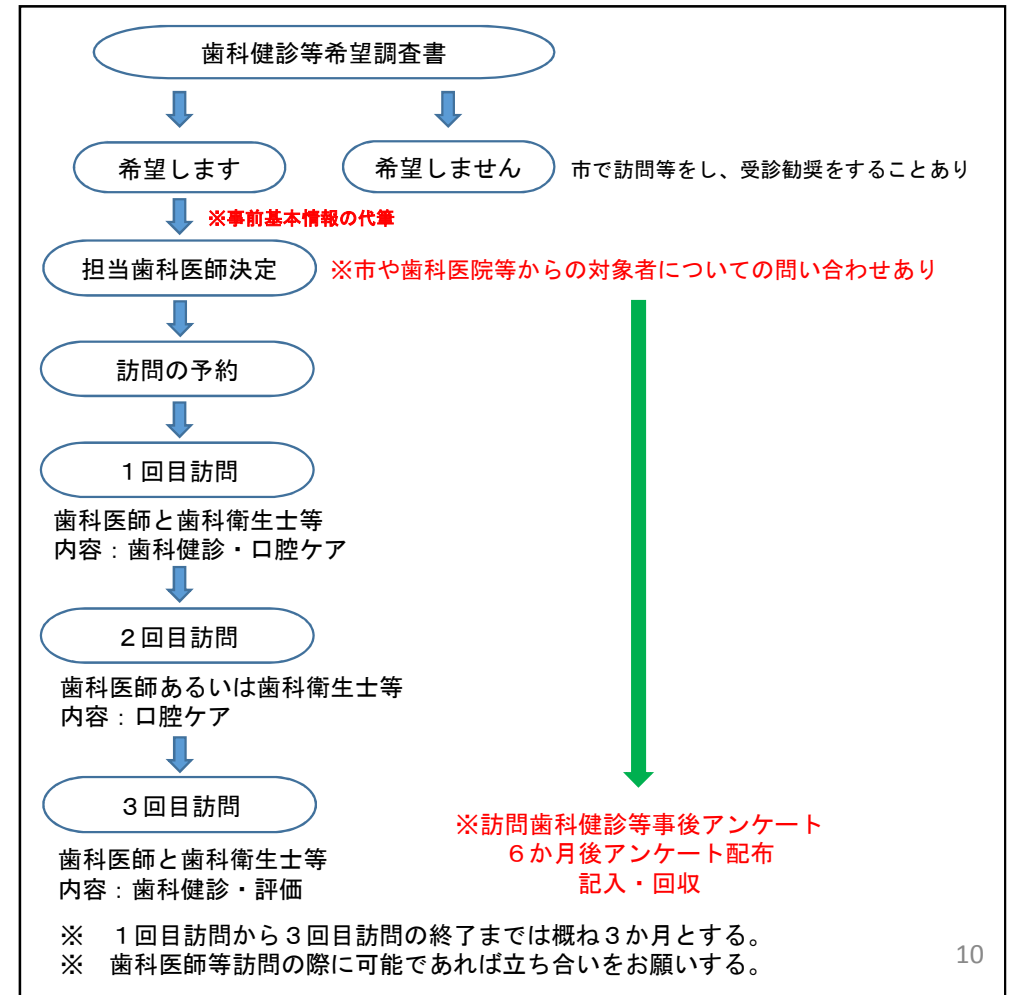 歯科健診等希望調査書
希望します
希望しません
市で訪問等をし、受診勧奨をすることあり
※事前基本情報の代筆
担当歯科医師決定
※市や歯科医院等からの対象者についての問い合わせあり
訪問の予約
1回目訪問
歯科医師と歯科衛生士等
内容：歯科健診・口腔ケア
2回目訪問
歯科医師あるいは歯科衛生士等
内容：口腔ケア
3回目訪問
歯科医師と歯科衛生士等
内容：歯科健診・評価
※訪問歯科健診等事後アンケート
６か月後アンケート配布
記入・回収
※　１回目訪問から３回目訪問の終了までは概ね３か月とする。
※　歯科医師等訪問の際に可能であれば立ち合いをお願いする。
10